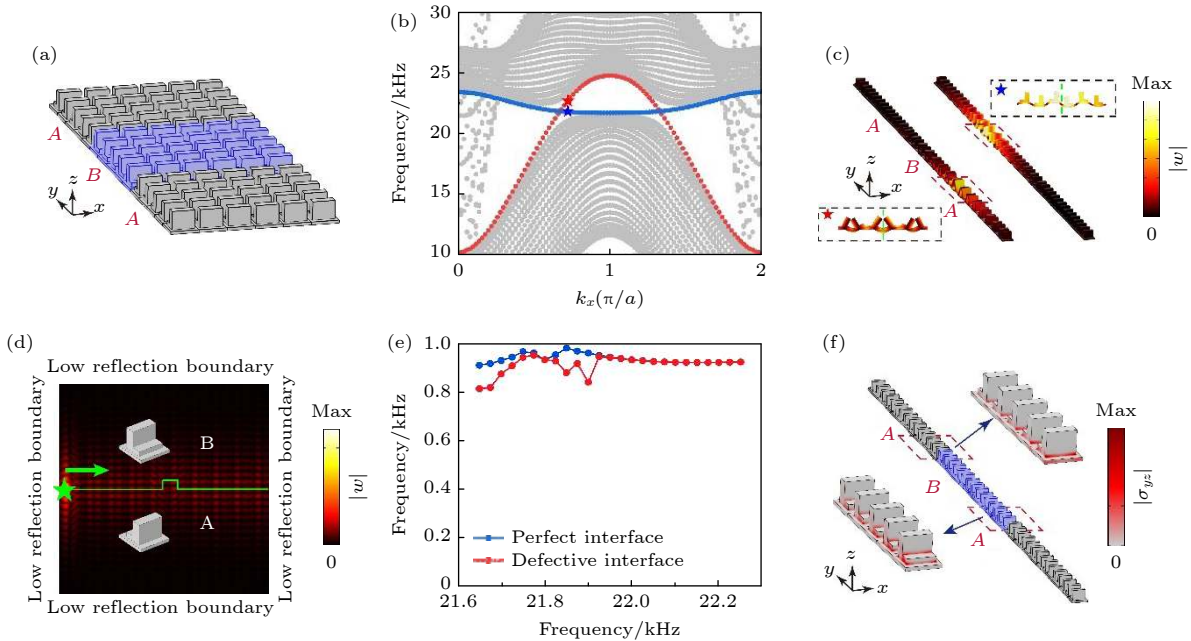 (a)
A
B
A
z
y
x
(b)
Frequency/kHz
30
25
20
15
10
0
1
2
kx(π/a)
(c)
A
B
A
z
y
x
Max
|w|
0
(d)
Low reflection boundary
Low reflection boundary
Low reflection boundary
Low reflection boundary
B
A
Max
|w|
0
(e)
Frequency/kHz
1.0
0.8
0.6
0.4
0.2
0
Perfect interface
Defective interface
21.6
21.8
22.0
22.2
Frequency/kHz
(f)
A
B
A
z
y
x
Max
|σyz|
0